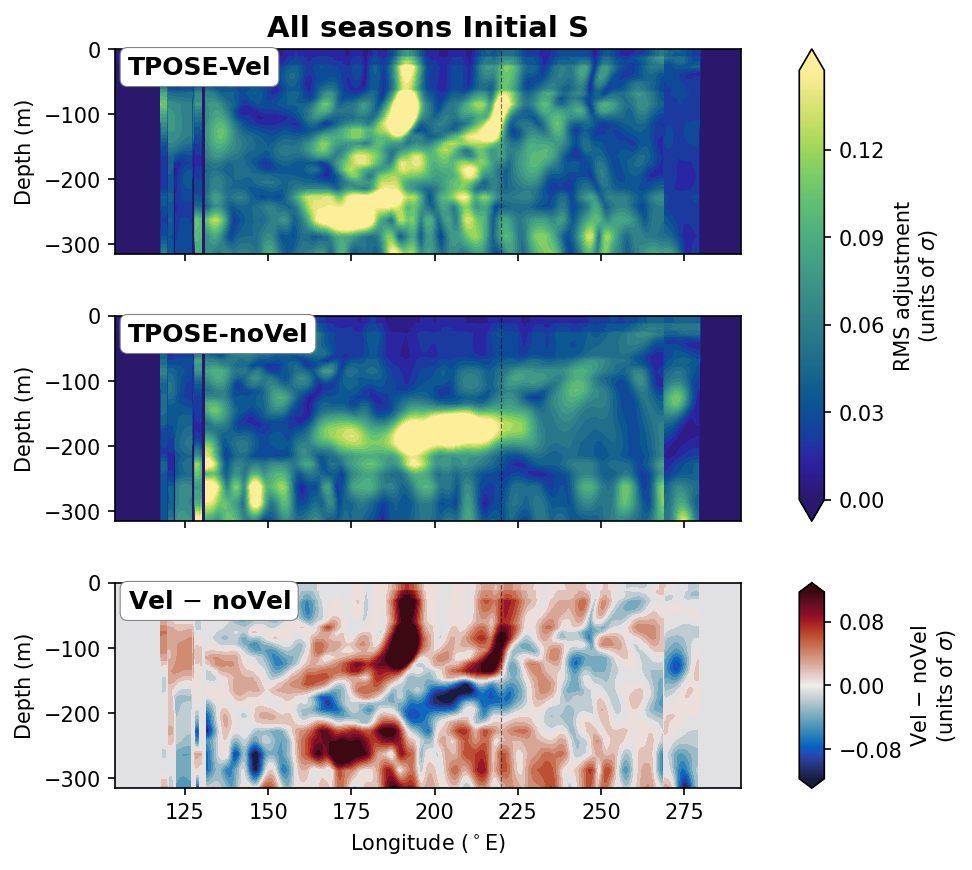 All seasons Initial S
TPOSE-Vel
0
−100
−200
−300
Depth (m)
TPOSE-noVel
0
−100
−200
−300
Depth (m)
Vel − noVel
0
−100
−200
−300
Depth (m)
125 150 175 200 225 250 275
Longitude (°E)
0.12
0.09
0.06
0.03
0.00
RMS adjustment
(units of σ)
0.08
0.00
−0.08
Vel − noVel
(units of σ)